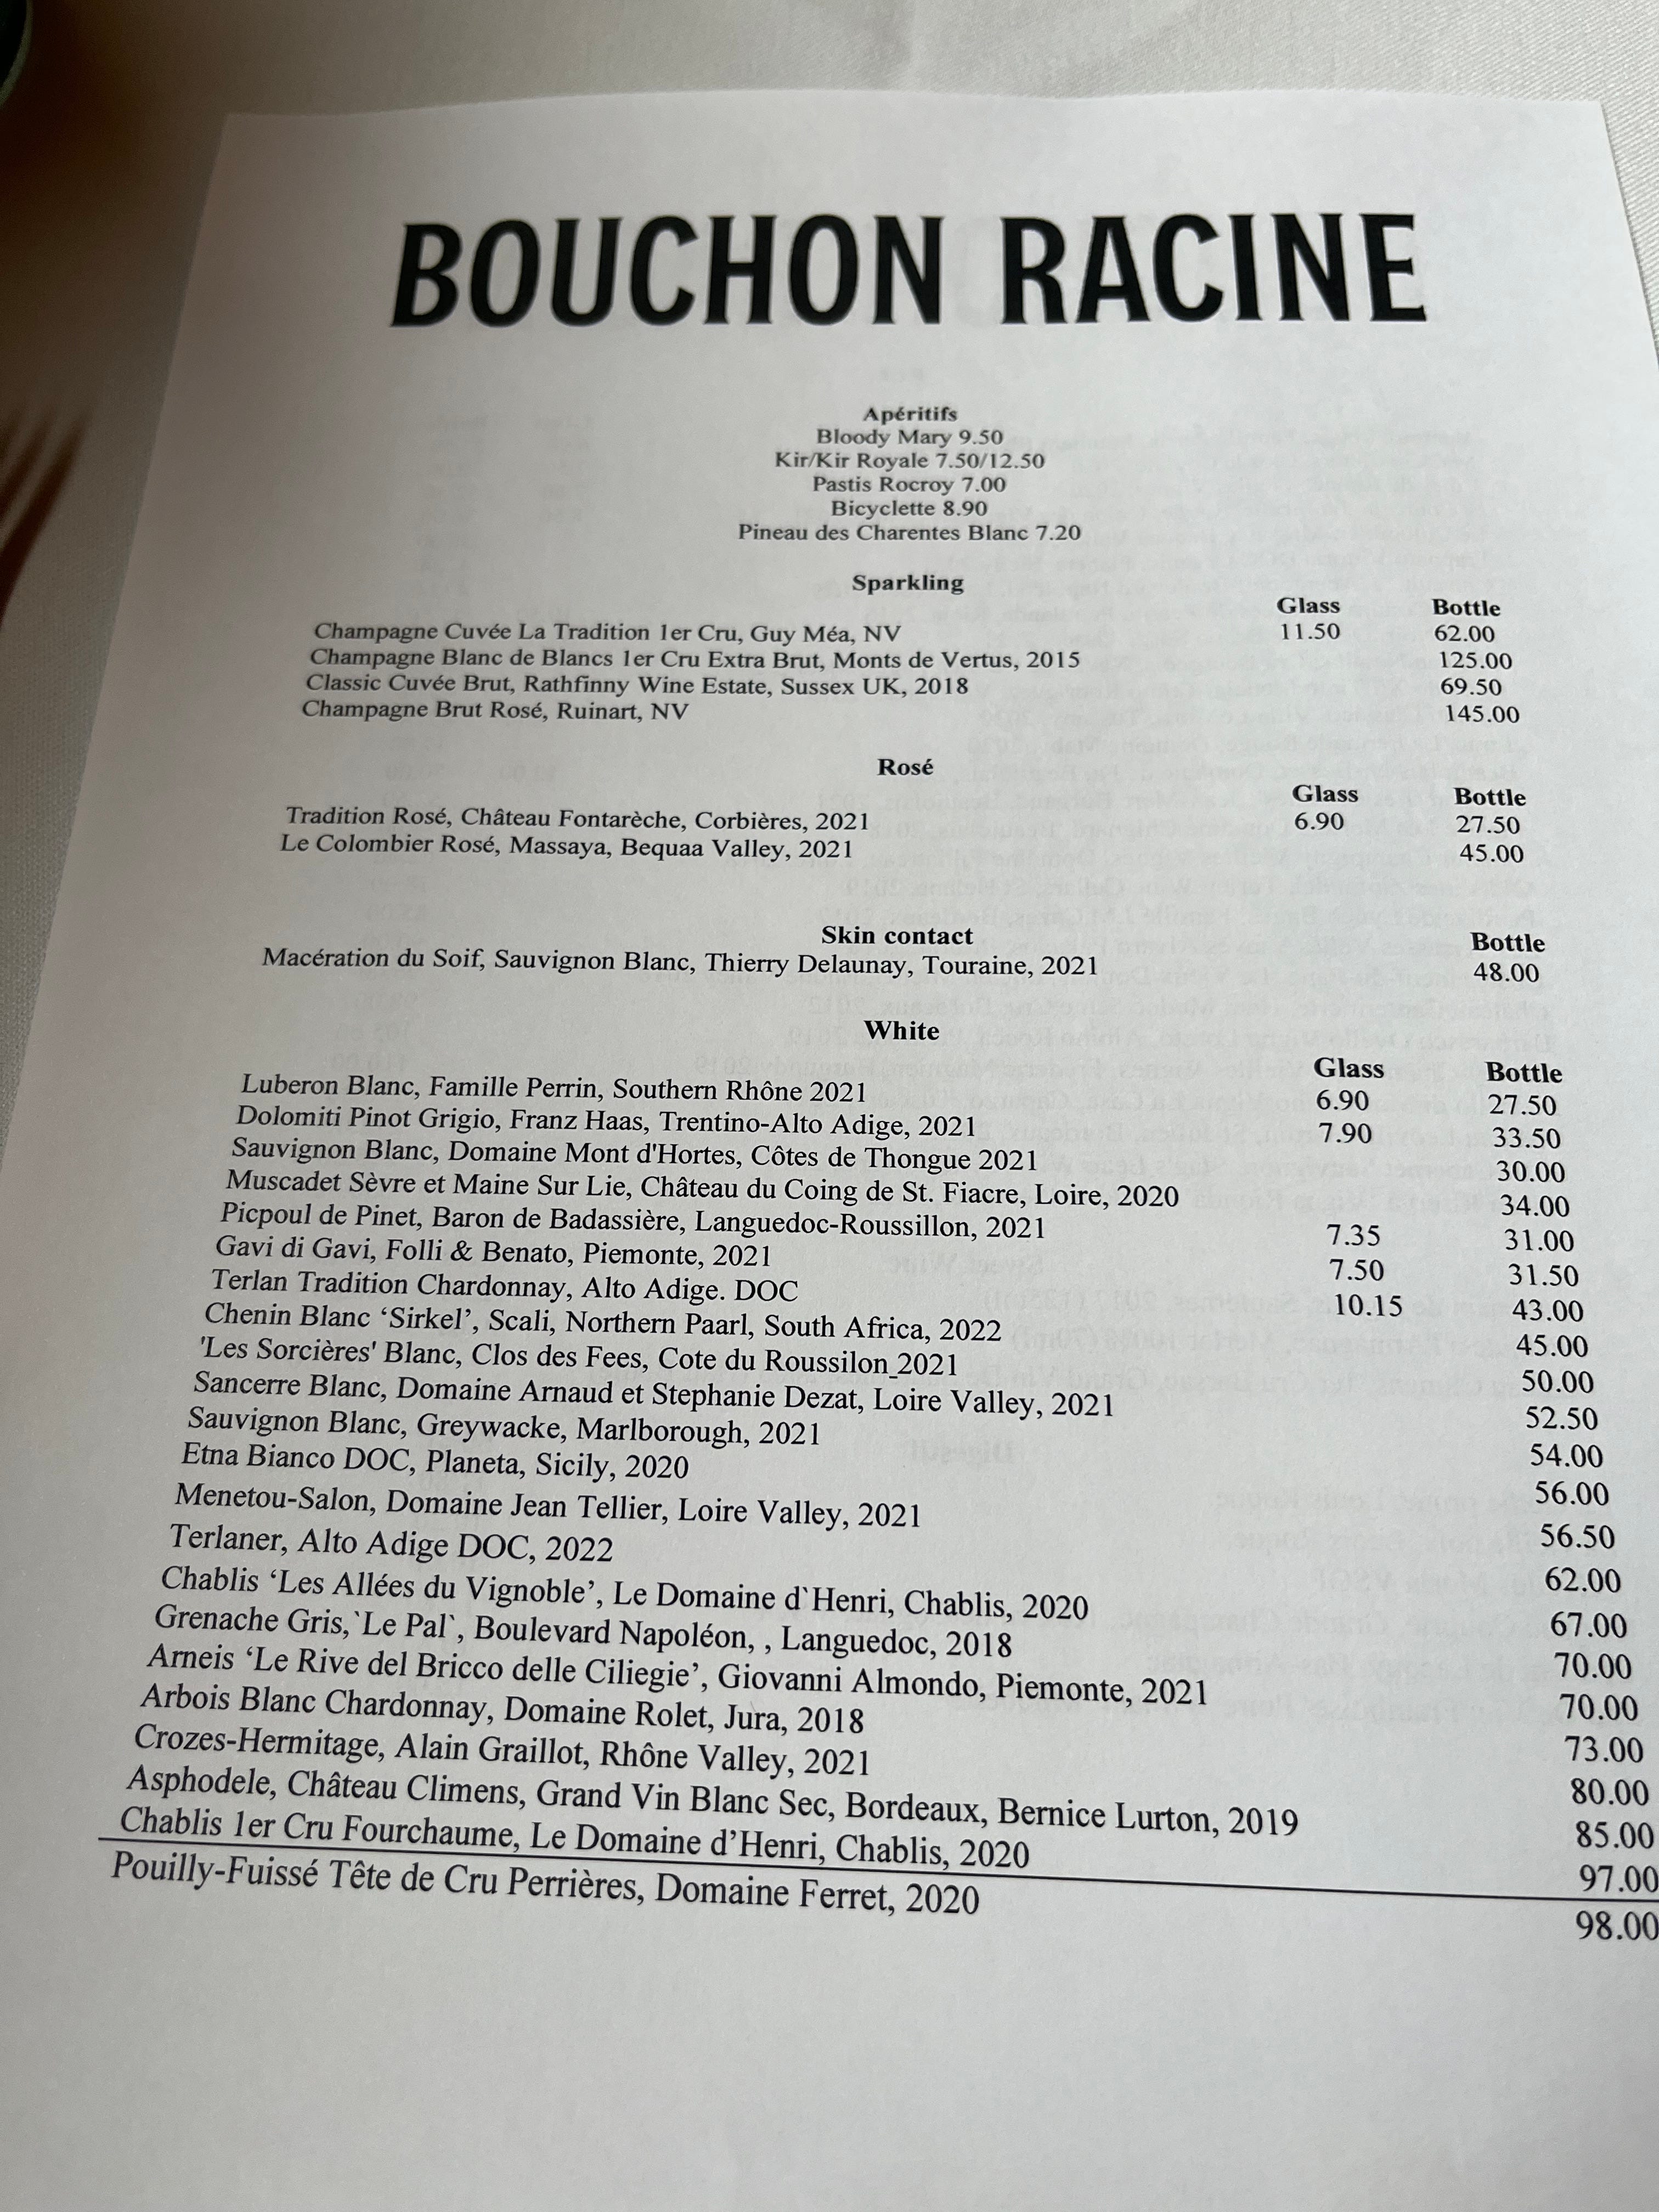 BOUCHON RACINE
Apéritifs
Bloody Mary 9.50
Kir/Kir Royale 7.50/12.50
Pastis Rocroy 7.00
Bicyclette 8.90
Pineau des Charentes Blanc 7.20
Sparkling
Glass Bottle
Champagne Cuvée La Tradition 1er Cru, Guy Méa, NV 11.50 62.00
Champagne Blanc de Blancs 1er Cru Extra Brut, Monts de Vertus, 2015 125.00
Classic Cuvée Brut, Rathfinny Wine Estate, Sussex UK, 2018 69.50
Champagne Brut Rosé, Ruinart, NV 145.00
Rosé
Glass Bottle
Tradition Rosé, Château Fontarèche, Corbières, 2021 6.90 27.50
Le Colombier Rosé, Massaya, Bequaa Valley, 2021 45.00
Skin contact
Bottle
Macération du Soif, Sauvignon Blanc, Thierry Delaunay, Touraine, 2021 48.00
White
Glass Bottle
Luberon Blanc, Famille Perrin, Southern Rhône 2021 6.90 27.50
Dolomiti Pinot Grigio, Franz Haas, Trentino-Alto Adige, 2021 7.90 33.50
Sauvignon Blanc, Domaine Mont d'Hortes, Côtes de Thongue 2021 30.00
Muscadet Sèvre et Maine Sur Lie, Château du Coing de St. Fiacre, Loire, 2020 34.00
Picpoul de Pinet, Baron de Badassière, Languedoc-Roussillon, 2021 7.35 31.00
Gavi di Gavi, Folli & Benato, Piemonte, 2021 7.50 31.50
Terlan Tradition Chardonnay, Alto Adige. DOC 10.15 43.00
Chenin Blanc ‘Sirkel’, Scali, Northern Paarl, South Africa, 2022 45.00
'Les Sorcières' Blanc, Clos des Fees, Cote du Roussilon 2021 50.00
Sancerre Blanc, Domaine Arnaud et Stephanie Dezat, Loire Valley, 2021 52.50
Sauvignon Blanc, Greywacke, Marlborough, 2021 54.00
Etna Bianco DOC, Planeta, Sicily, 2020 56.00
Menetou-Salon, Domaine Jean Tellier, Loire Valley, 2021 56.50
Terlaner, Alto Adige DOC, 2022 62.00
Chablis ‘Les Allées du Vignoble’, Le Domaine d`Henri, Chablis, 2020 67.00
Grenache Gris,`Le Pal`, Boulevard Napoléon, , Languedoc, 2018 70.00
Arneis ‘Le Rive del Bricco delle Ciliegie’, Giovanni Almondo, Piemonte, 2021 70.00
Arbois Blanc Chardonnay, Domaine Rolet, Jura, 2018 73.00
Crozes-Hermitage, Alain Graillot, Rhône Valley, 2021 80.00
Asphodele, Château Climens, Grand Vin Blanc Sec, Bordeaux, Bernice Lurton, 2019 85.00
Chablis 1er Cru Fourchaume, Le Domaine d’Henri, Chablis, 2020 97.00
Pouilly-Fuissé Tête de Cru Perrières, Domaine Ferret, 2020 98.00